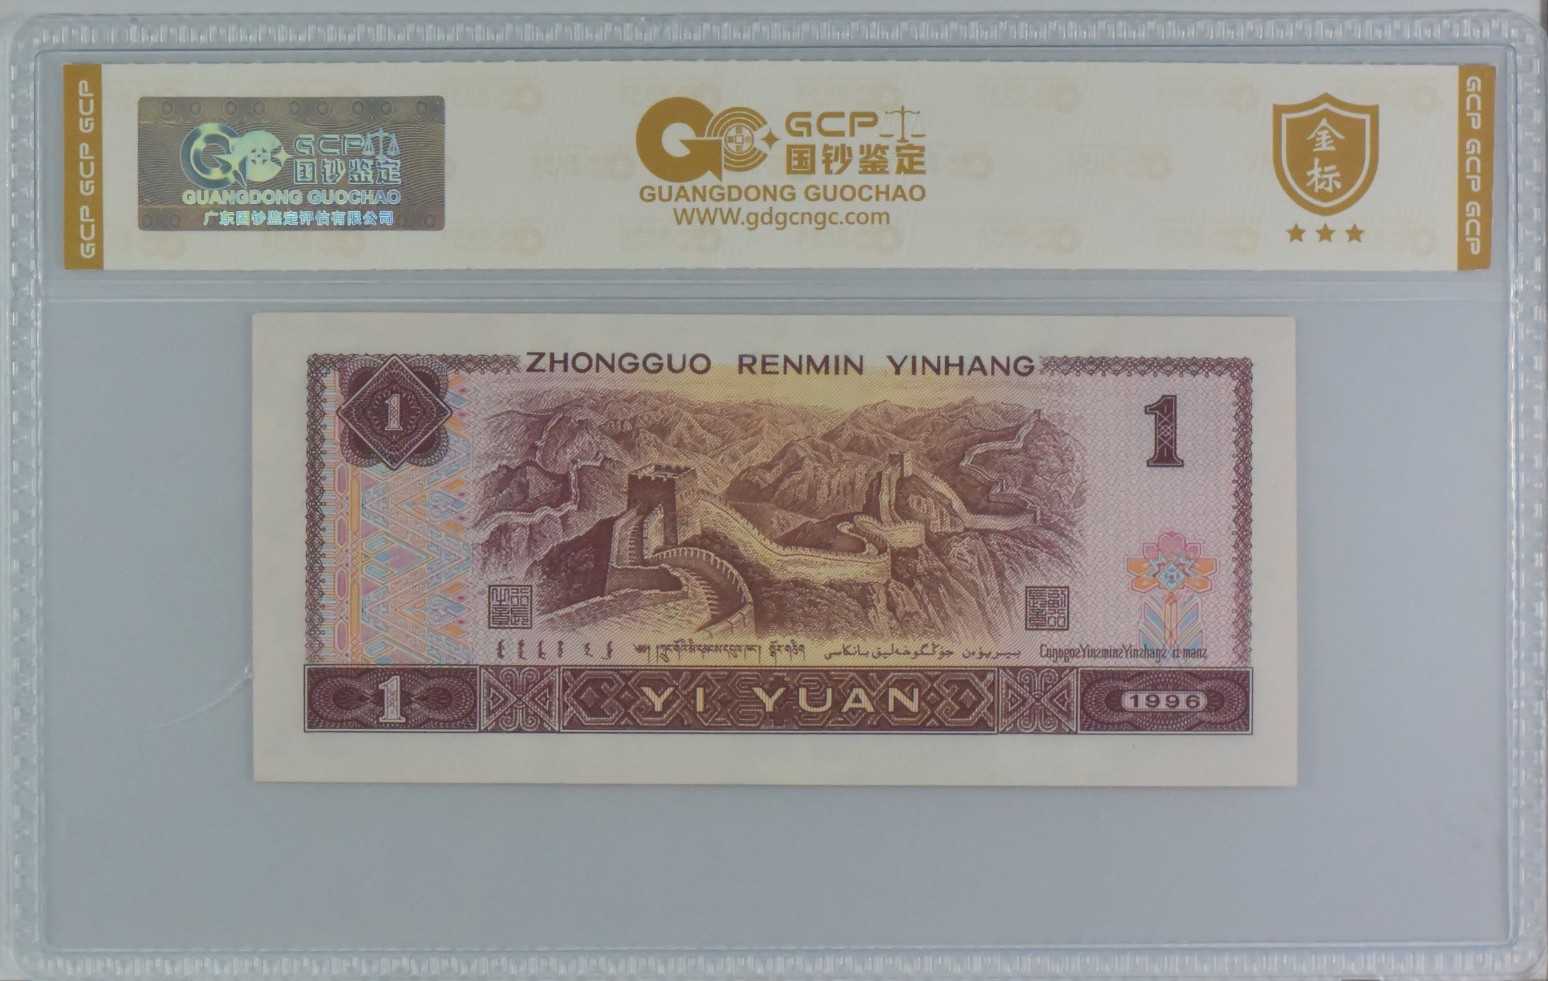 GCP GCP GCP
GCP
国钞鉴定
GUANGDONG GUOCHAO
广东国钞鉴定评估有限公司
GCP
国钞鉴定
GUANGDONG GUOCHAO
WWW.gdgcngc.com
金
标
GCP GCP GCP
ZHONGGUO RENMIN YINHANG
1
1
1
YI YUAN
1996